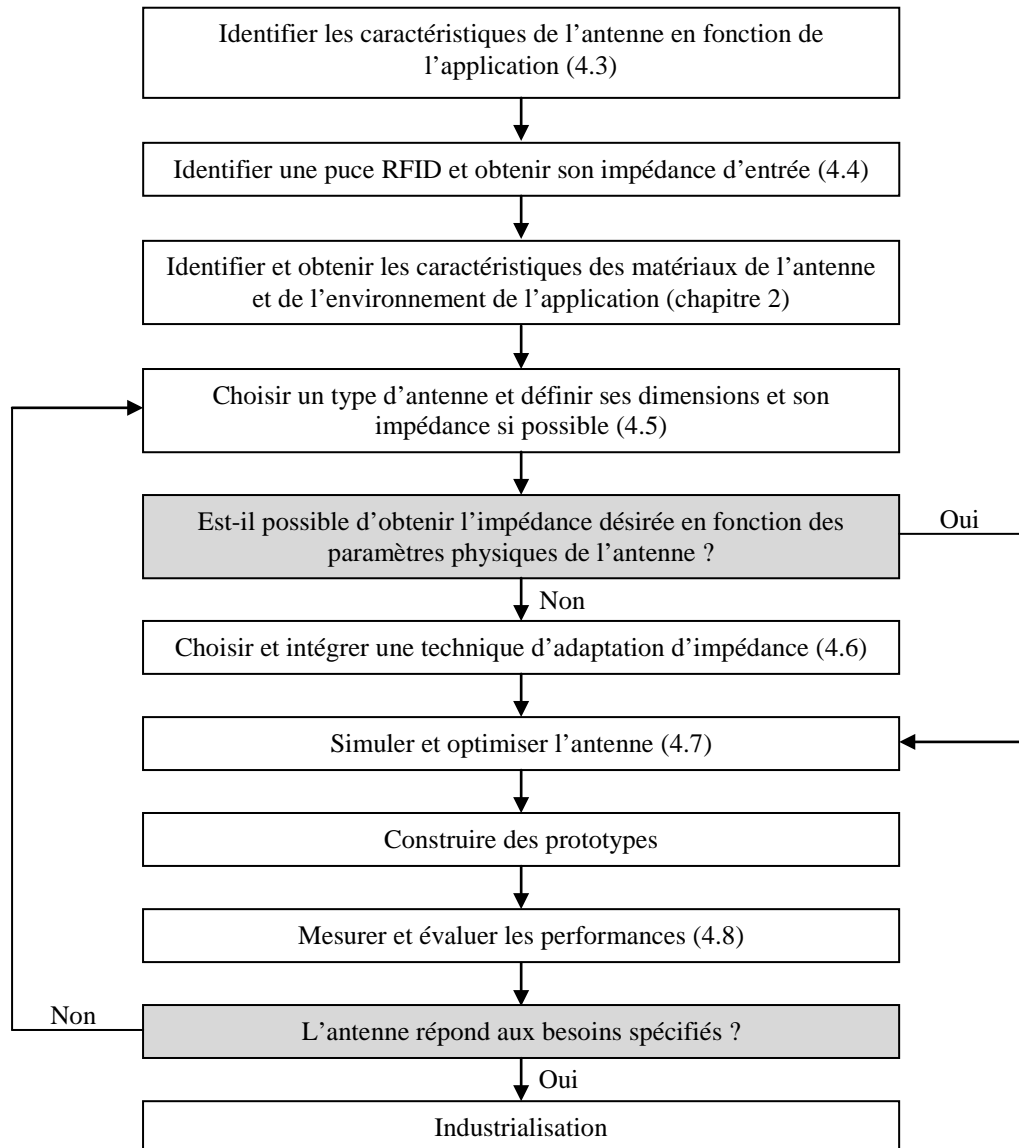 Identifier les caractéristiques de l’antenne en fonction de
l’application (4.3)
Identifier une puce RFID et obtenir son impédance d’entrée (4.4)
Identifier et obtenir les caractéristiques des matériaux de l’antenne
et de l’environnement de l’application (chapitre 2)
Choisir un type d’antenne et définir ses dimensions et son
impédance si possible (4.5)
Est-il possible d’obtenir l’impédance désirée en fonction des
paramètres physiques de l’antenne ?
Oui
Non
Choisir et intégrer une technique d’adaptation d’impédance (4.6)
Simuler et optimiser l’antenne (4.7)
Construire des prototypes
Mesurer et évaluer les performances (4.8)
Non
L’antenne répond aux besoins spécifiés ?
Oui
Industrialisation